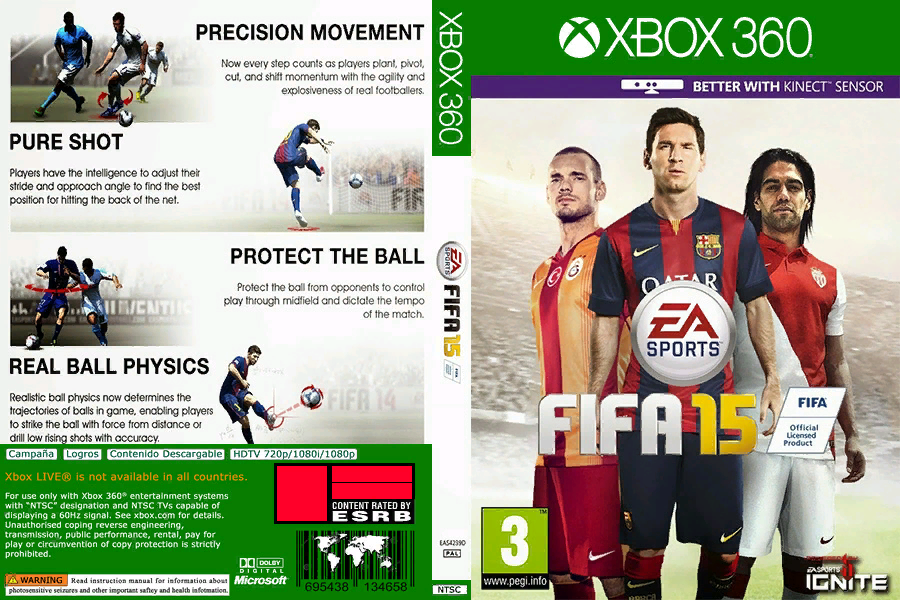 PRECISION MOVEMENT
Now every step counts as players plant, pivot,
cut, and shift momentum with the agility and
explosiveness of real footballers.
PURE SHOT
Players have the intelligence to adjust their
stride and approach angle to find the best
position for hitting the back of the net.
PROTECT THE BALL
Protect the ball from opponents to control
play through midfield and dictate the tempo
of the match.
REAL BALL PHYSICS
Realistic ball physics now determines the
trajectories of balls in game, enabling players
to strike the ball with force from distance or
drill low rising shots with accuracy.
FIFA 14
Campaña Logros Contenido Descargable HDTV 720p/1080i/1080p
Xbox LIVE® is not available in all countries.
For use only with Xbox 360® entertainment systems
with “NTSC” designation and NTSC TVs capable of
displaying a 60Hz signal. See xbox.com for details.
Unauthorised coping reverse engineering,
transmission, public performance, rental, pay for
play or circumvention of copy protection is strictly
prohibited.
WARNING Read instruction manual for information about
photosensitive seizures and other important saftey and health infotmation.
CONTENT RATED BY
ESRB
DOLBY
DIGITAL
Microsoft
695438 134658
XBOX 360
EA
SPORTS
FIFA 15
EAS4239D
PAL
NTSC
XBOX 360
BETTER WITH KINECT™ SENSOR
QATAR
EA
SPORTS™
FIFA 15
FIFA
Official
Licensed
Product
3™
www.pegi.info
EA SPORTS
IGNITE